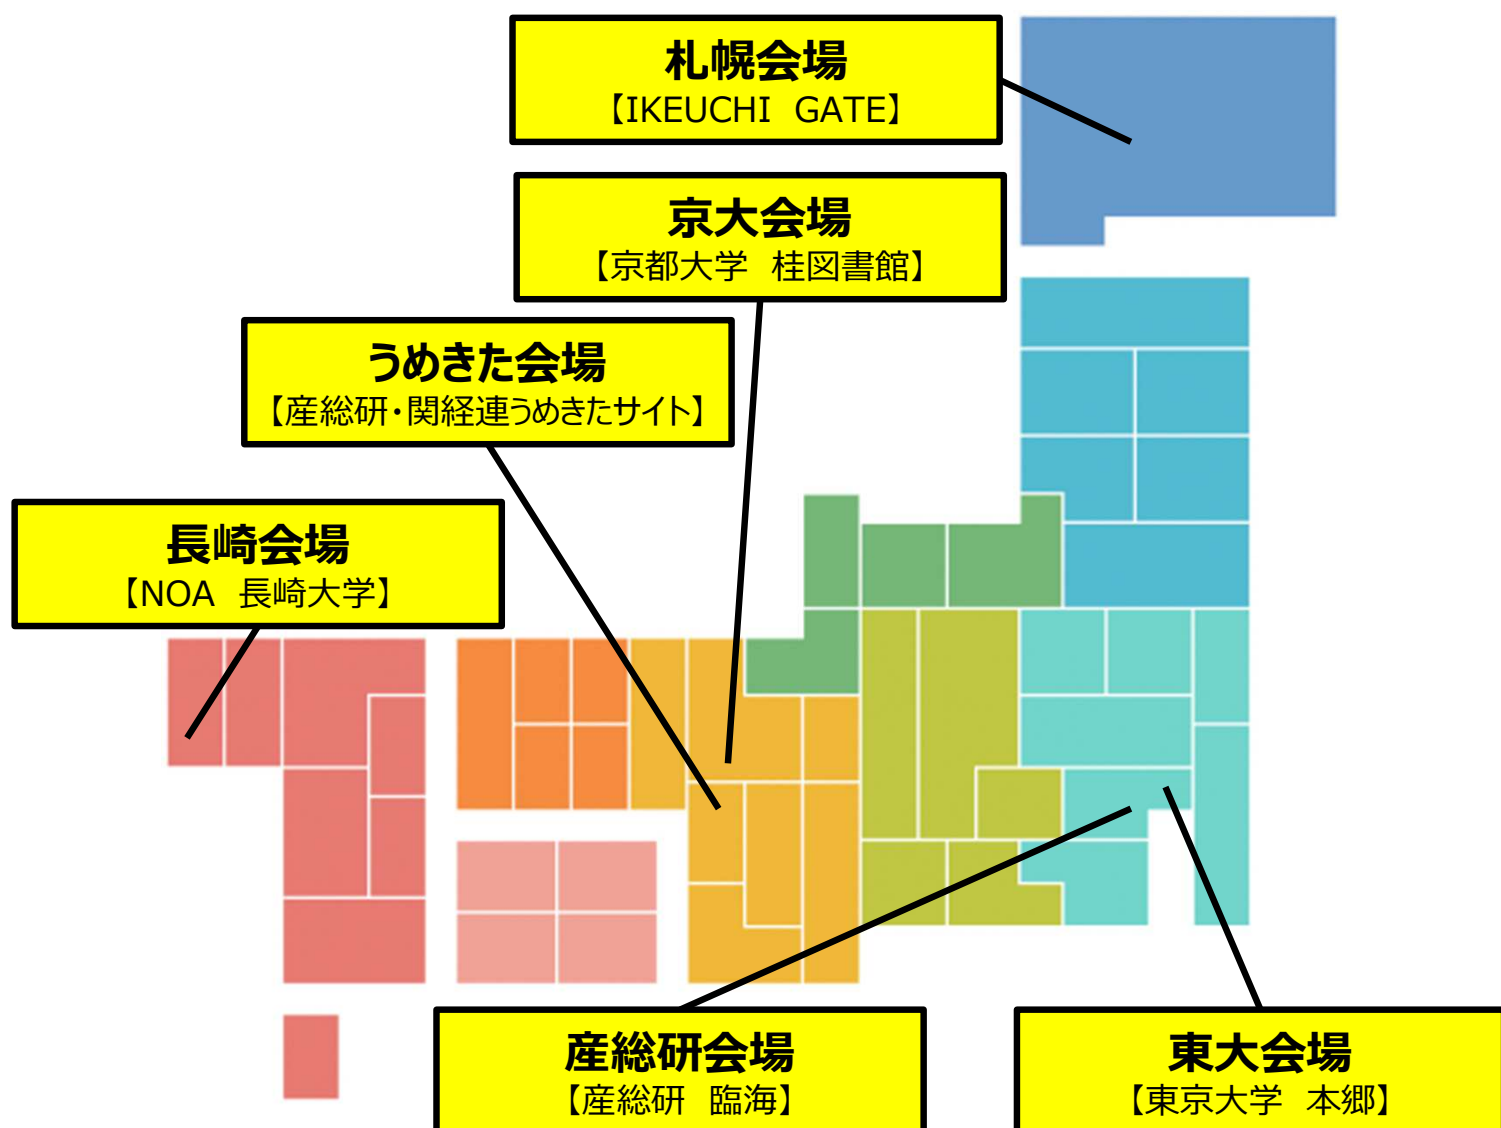 札幌会場
【IKEUCHI GATE】
京大会場
【京都大学 桂図書館】
うめきた会場
【産総研・関経連うめきたサイト】
長崎会場
【NOA 長崎大学】
産総研会場
【産総研 臨海】
東大会場
【東京大学 本郷】